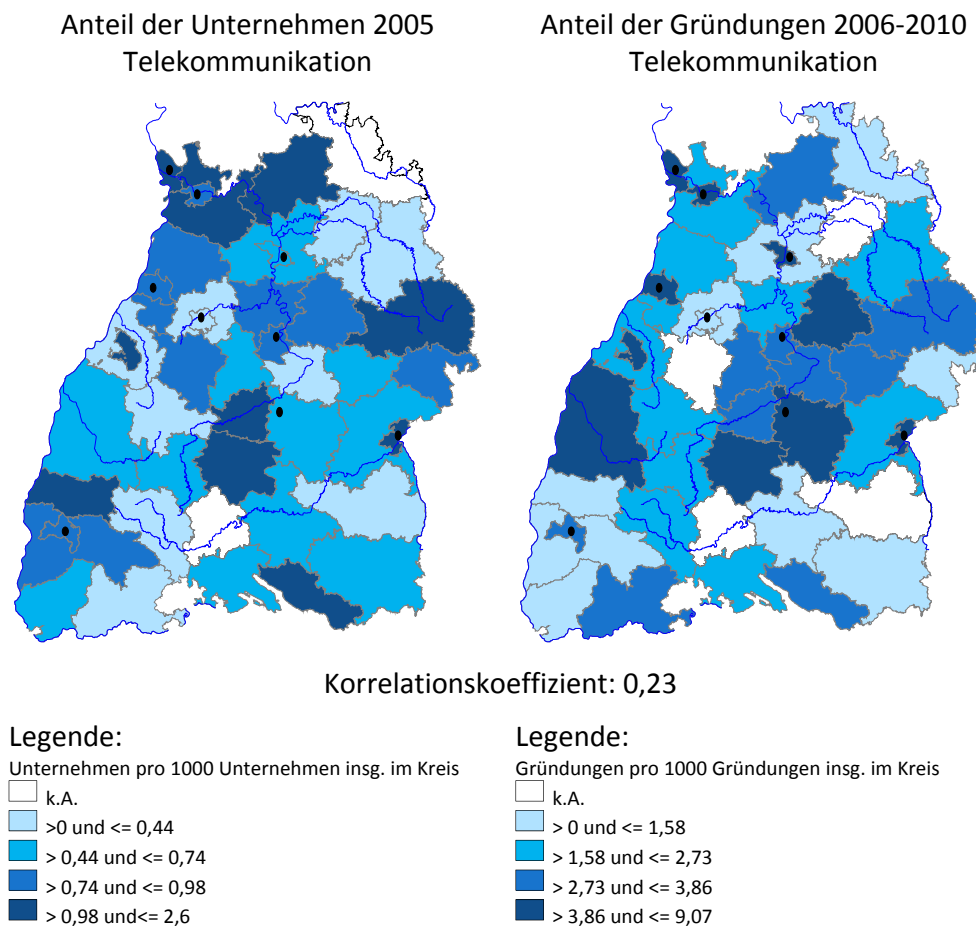 Anteil der Unternehmen 2005
Telekommunikation
Anteil der Gründungen 2006-2010
Telekommunikation
Korrelationskoeffizient: 0,23
Legende:
Unternehmen pro 1000 Unternehmen insg. im Kreis
k.A.
>0 und <= 0,44
> 0,44 und <= 0,74
> 0,74 und <= 0,98
> 0,98 und<= 2,6
Legende:
Gründungen pro 1000 Gründungen insg. im Kreis
k.A.
> 0 und <= 1,58
> 1,58 und <= 2,73
> 2,73 und <= 3,86
> 3,86 und <= 9,07